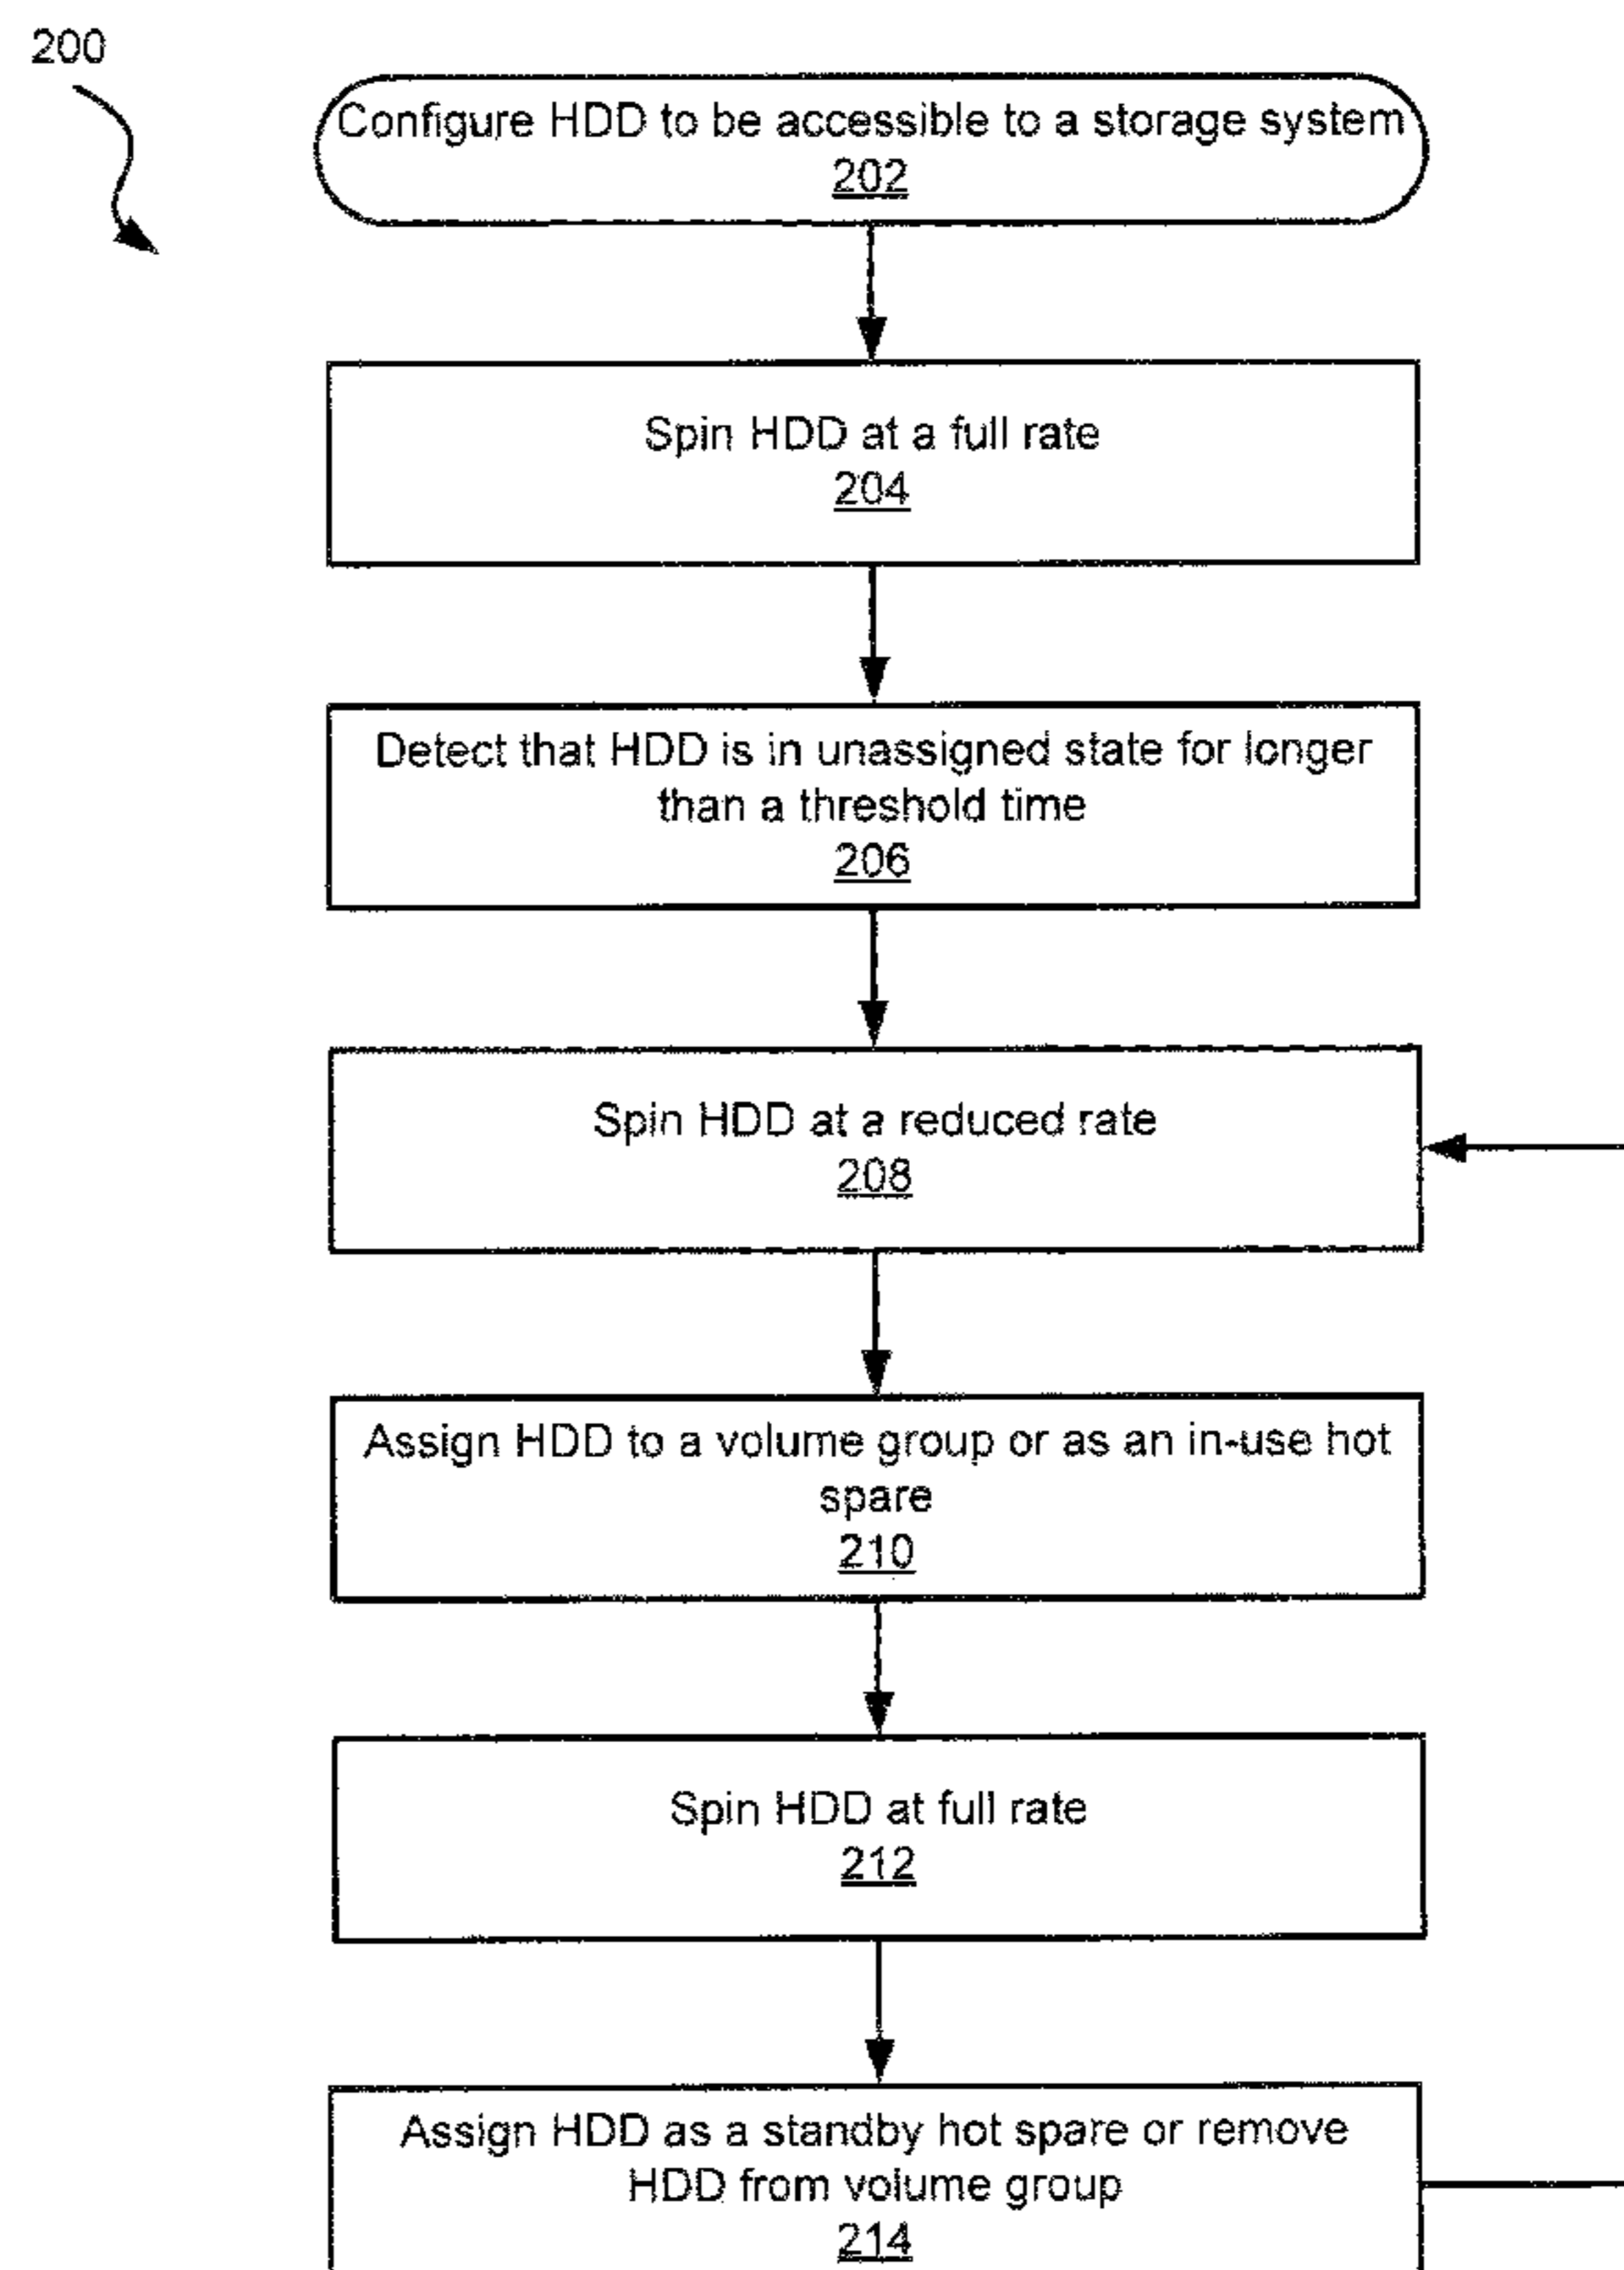 200
Configure HDD to be accessible to a storage system
202
Spin HDD at a full rate
204
Detect that HDD is in unassigned state for longer
than a threshold time
206
Spin HDD at a reduced rate
208
Assign HDD to a volume group or as an in-use hot
spare
210
Spin HDD at full rate
212
Assign HDD as a standby hot spare or remove
HDD from volume group
214